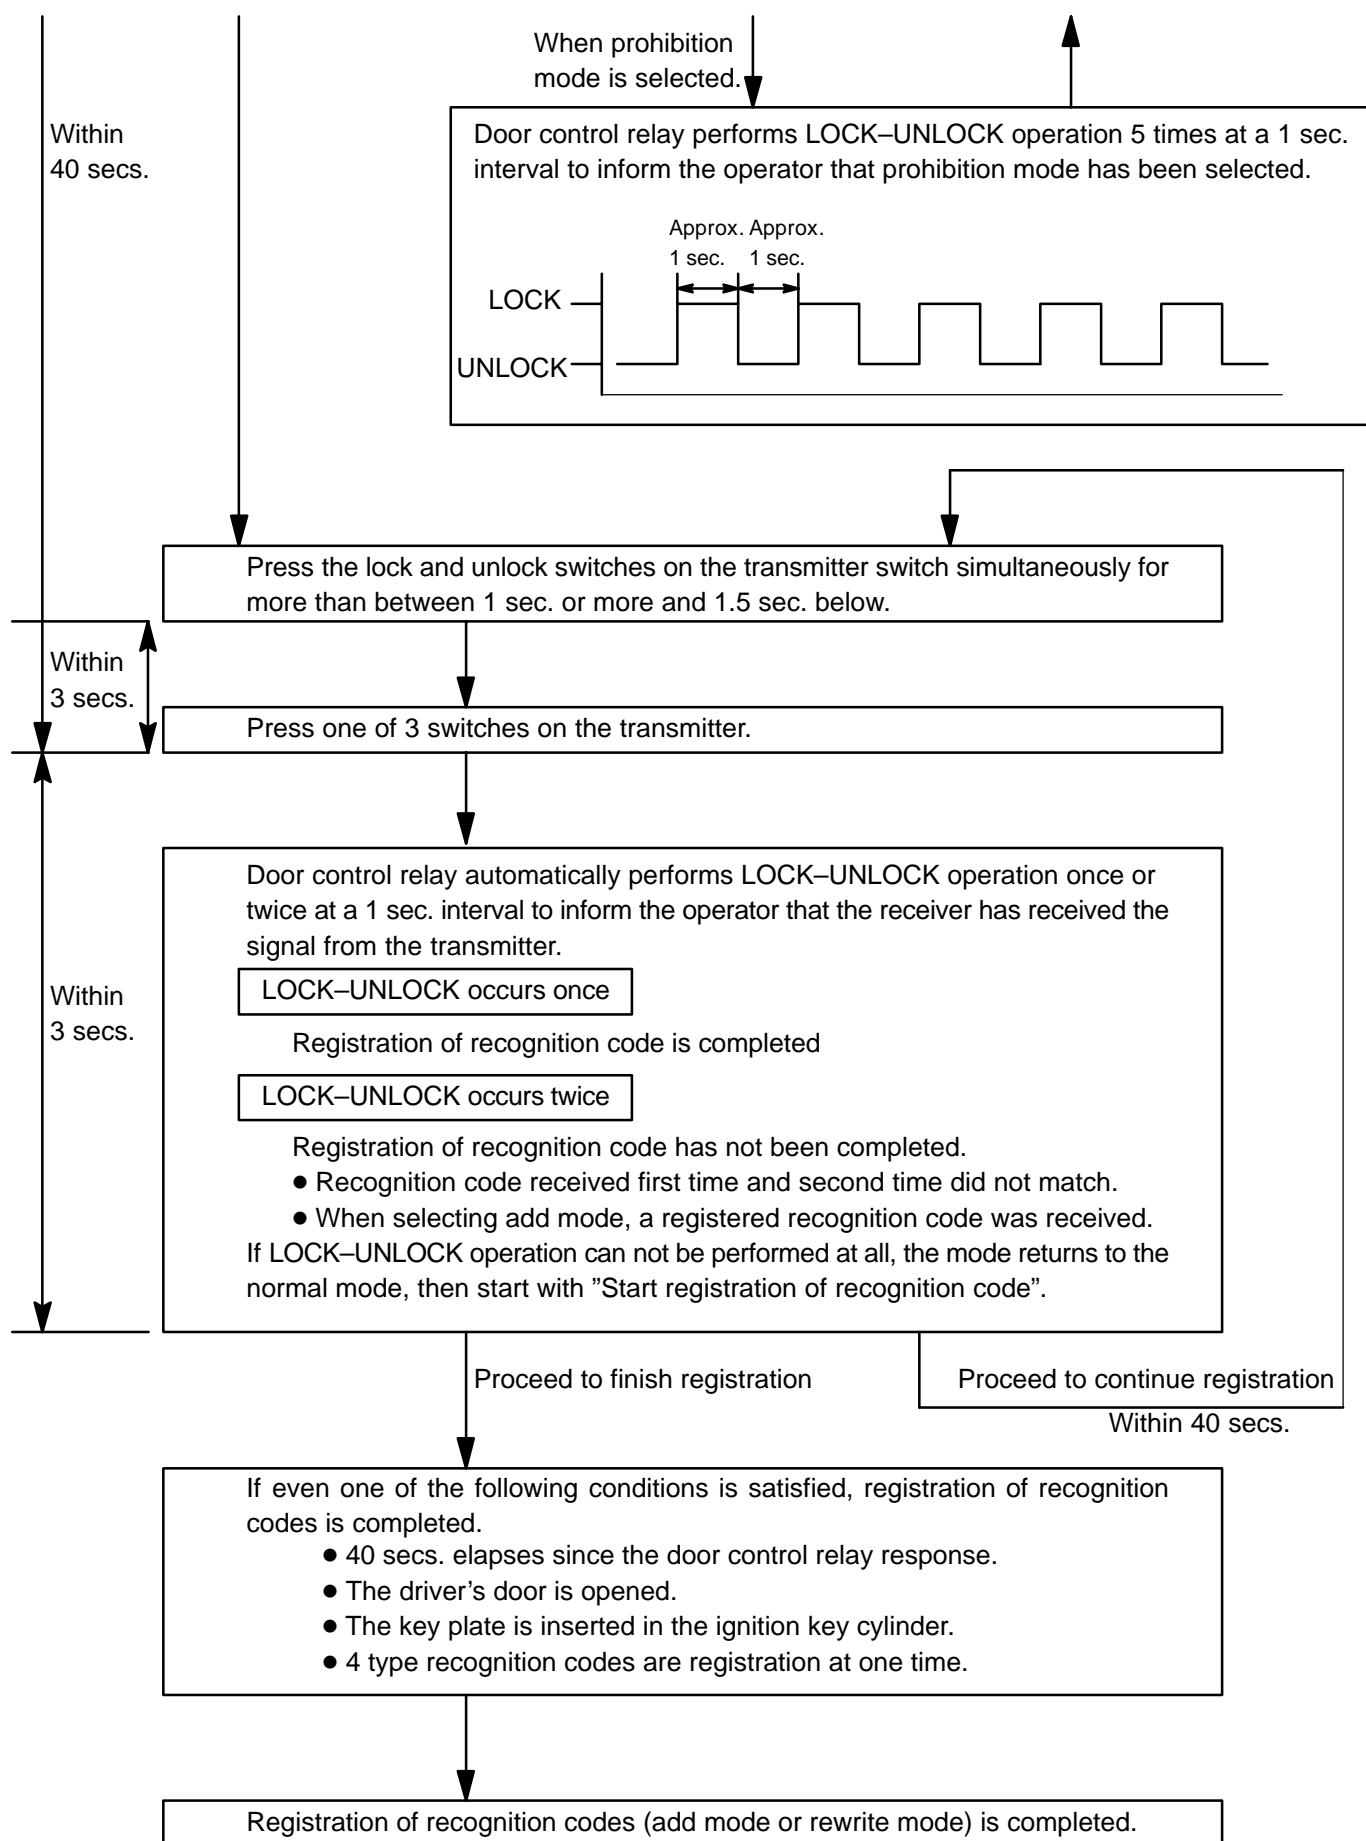 When prohibition
mode is selected.
Within
40 secs.
Door control relay performs LOCK–UNLOCK operation 5 times at a 1 sec.
interval to inform the operator that prohibition mode has been selected.
Approx. Approx.
1 sec. 1 sec.
LOCK
UNLOCK
Press the lock and unlock switches on the transmitter switch simultaneously for
more than between 1 sec. or more and 1.5 sec. below.
Within
3 secs.
Press one of 3 switches on the transmitter.
Door control relay automatically performs LOCK–UNLOCK operation once or
twice at a 1 sec. interval to inform the operator that the receiver has received the
signal from the transmitter.
LOCK–UNLOCK occurs once
Within
3 secs.
Registration of recognition code is completed
LOCK–UNLOCK occurs twice
Registration of recognition code has not been completed.
● Recognition code received first time and second time did not match.
● When selecting add mode, a registered recognition code was received.
If LOCK–UNLOCK operation can not be performed at all, the mode returns to the
normal mode, then start with ”Start registration of recognition code”.
Proceed to finish registration
Proceed to continue registration
Within 40 secs.
If even one of the following conditions is satisfied, registration of recognition
codes is completed.
● 40 secs. elapses since the door control relay response.
● The driver’s door is opened.
● The key plate is inserted in the ignition key cylinder.
● 4 type recognition codes are registration at one time.
Registration of recognition codes (add mode or rewrite mode) is completed.